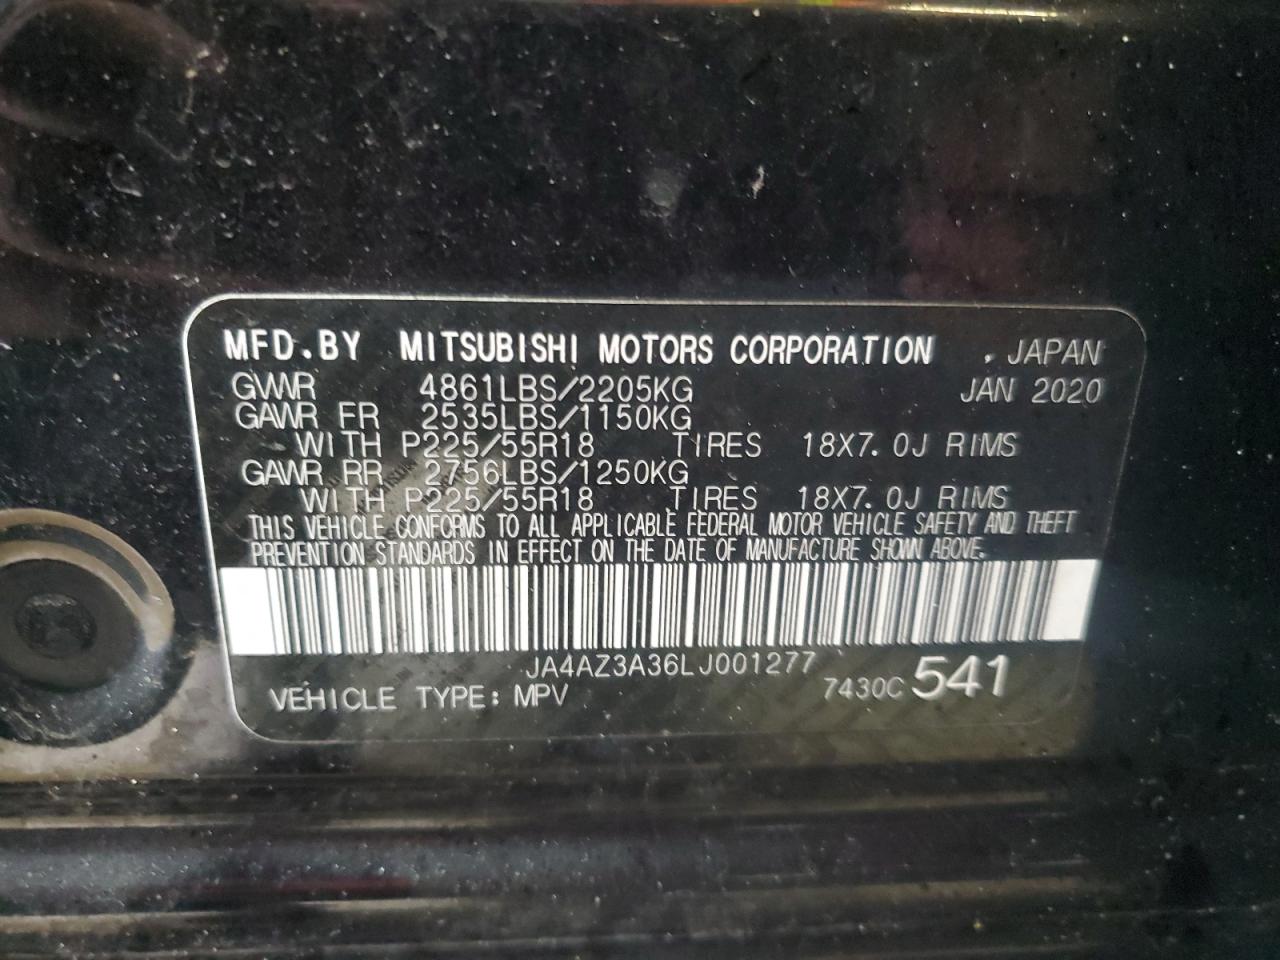 MFD.BY MITSUBISHI MOTORS CORPORATION , JAPAN
GVWR 4861LBS/2205KG JAN 2020
GAWR FR 2535LBS/1150KG
WITH P225/55R18 TIRES 18X7.0J RIMS
GAWR RR 2756LBS/1250KG
WITH P225/55R18 TIRES 18X7.0J RIMS
THIS VEHICLE CONFORMS TO ALL APPLICABLE FEDERAL MOTOR VEHICLE SAFETY AND THEFT
PREVENTION STANDARDS IN EFFECT ON THE DATE OF MANUFACTURE SHOWN ABOVE.
JA4AZ3A36LJ001277
VEHICLE TYPE: MPV 7430C 541